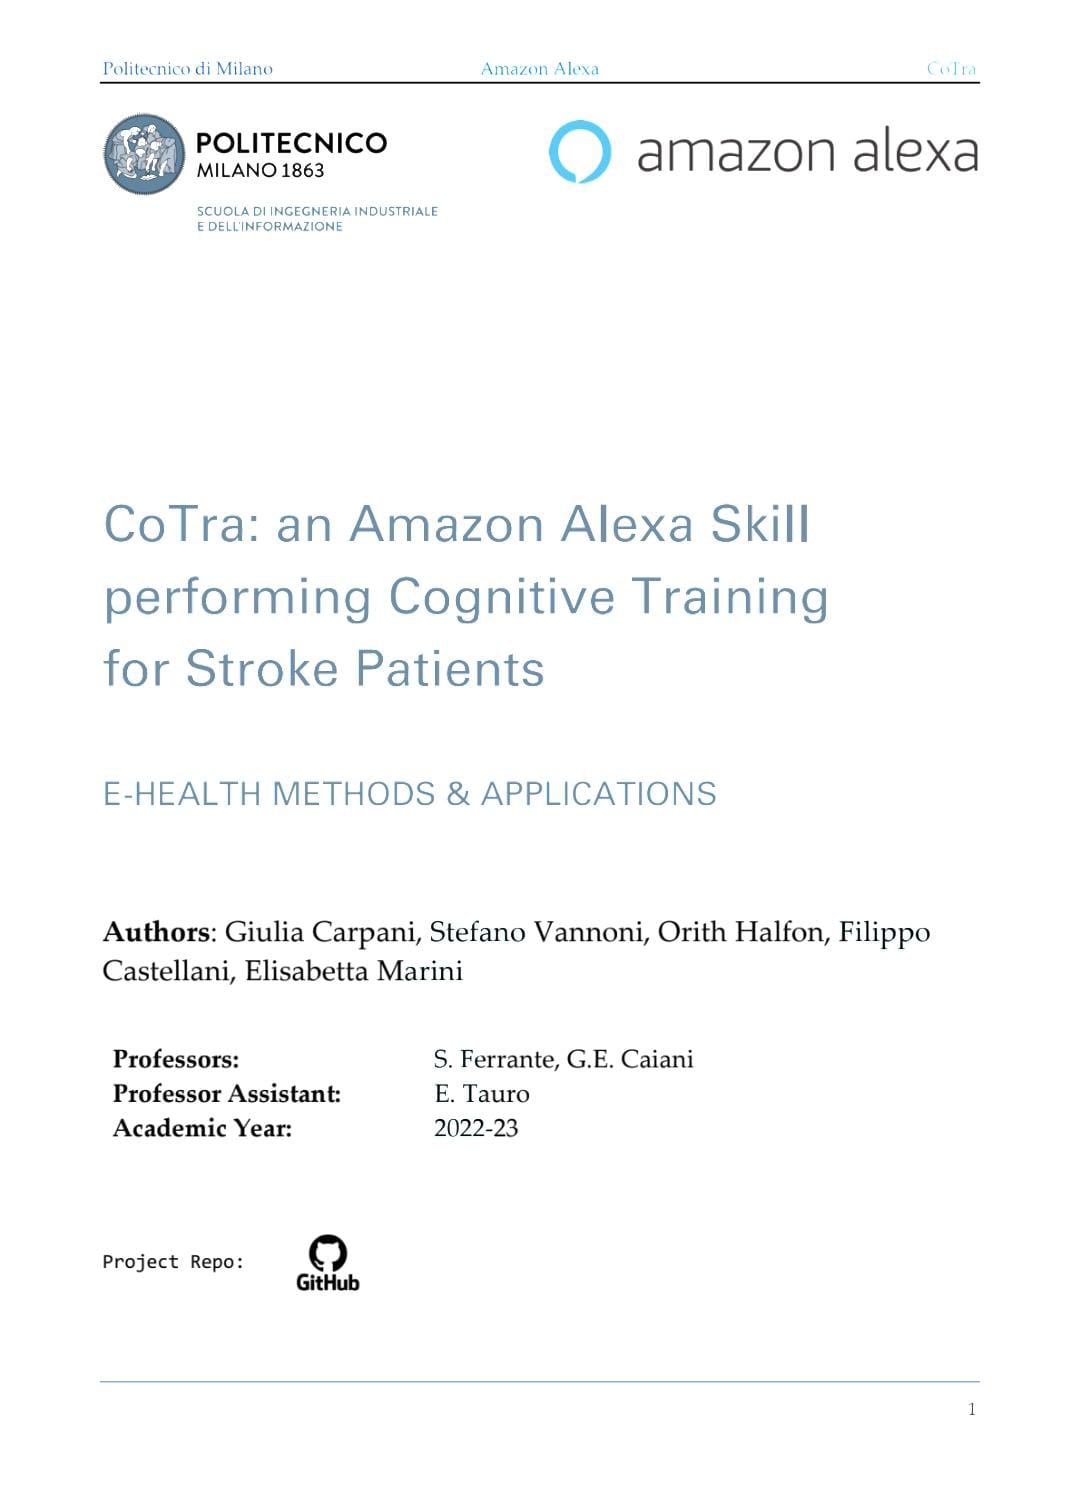 Politecnico di Milano Amazon Alexa CoTra
POLITECNICO
MILANO 1863
SCUOLA DI INGEGNERIA INDUSTRIALE
E DELL'INFORMAZIONE
amazon alexa
CoTra: an Amazon Alexa Skill
performing Cognitive Training
for Stroke Patients
E-HEALTH METHODS & APPLICATIONS
Authors: Giulia Carpani, Stefano Vannoni, Orith Halfon, Filippo
Castellani, Elisabetta Marini
Professors: S. Ferrante, G.E. Caiani
Professor Assistant: E. Tauro
Academic Year: 2022-23
Project Repo: GitHub
1